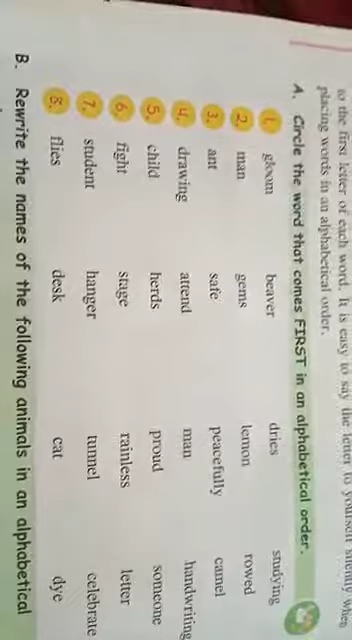 to the first letter of each word. It is easy to say the letter to yourself silently when
placing words in an alphabetical order.
A. Circle the word that comes FIRST in an alphabetical order.
1. gloom beaver dries studying
2. man gems lemon rowed
3. ant safe peacefully camel
4. drawing attend man handwriting
5. child herds proud someone
6. fight stage rainless letter
7. student hanger tunnel celebrate
8. flies desk cat dye
B. Rewrite the names of the following animals in an alphabetical